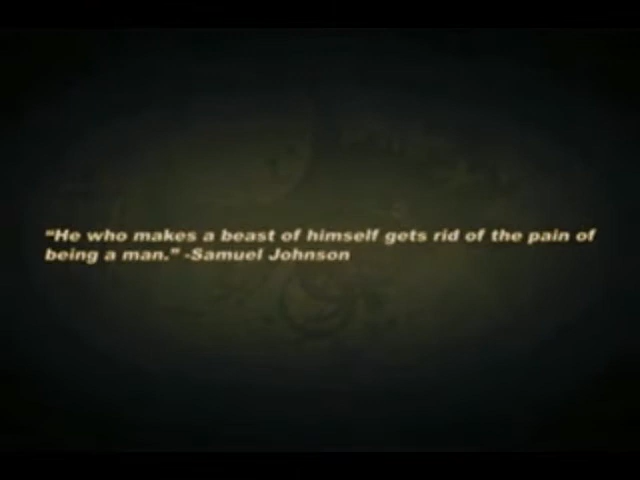 "He who makes a beast of himself gets rid of the pain of
being a man." -Samuel Johnson